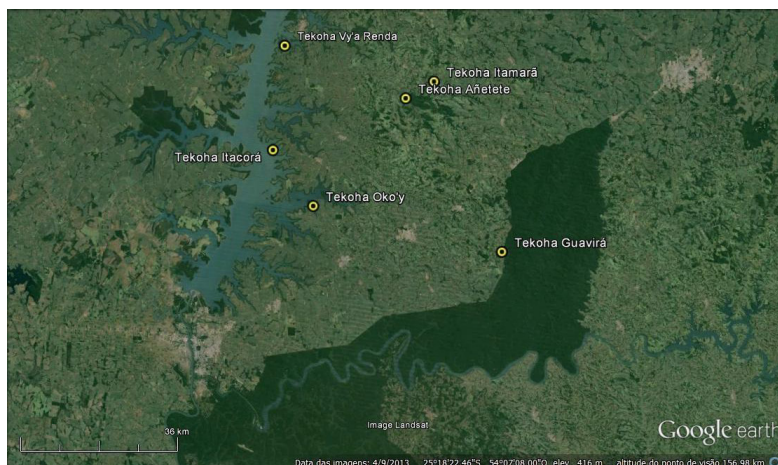 Tekoha Vy'a Renda
Tekoha Itamarã
Tekoha Añetete
Tekoha Itacorá
Tekoha Oko'y
Tekoha Guavirá
36 km
Image Landsat
Google earth
Data das imagens: 4/9/2013 25°18'22.46"S 54°07'08.00"O elev 416 m altitude do ponto de visão 156.98 km